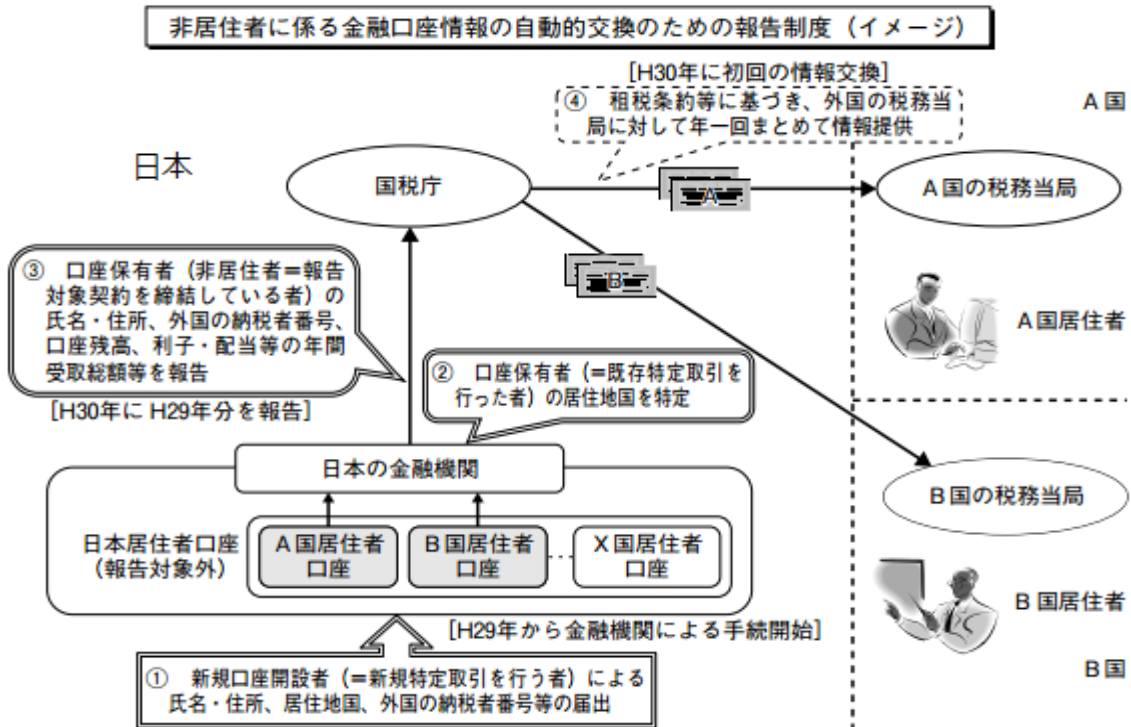 非居住者に係る金融口座情報の自動的交換のための報告制度（イメージ）
[H30年に初回の情報交換]
④　租税条約等に基づき、外国の税務当
局に対して年一回まとめて情報提供
A国
日本
国税庁
A
A国の税務当局
B
③　口座保有者（非居住者＝報告
対象契約を締結している者）の
氏名・住所、外国の納税者番号、
口座残高、利子・配当等の年間
受取総額等を報告
[H30年に H29年分を報告]
A国居住者
②　口座保有者（＝既存特定取引を
行った者）の居住地国を特定
日本の金融機関
B国の税務当局
日本居住者口座
（報告対象外）
A国居住者
口座
B国居住者
口座
X国居住者
口座
B国居住者
[H29年から金融機関による手続開始]
①　新規口座開設者（＝新規特定取引を行う者）による
氏名・住所、居住地国、外国の納税者番号等の届出
B国